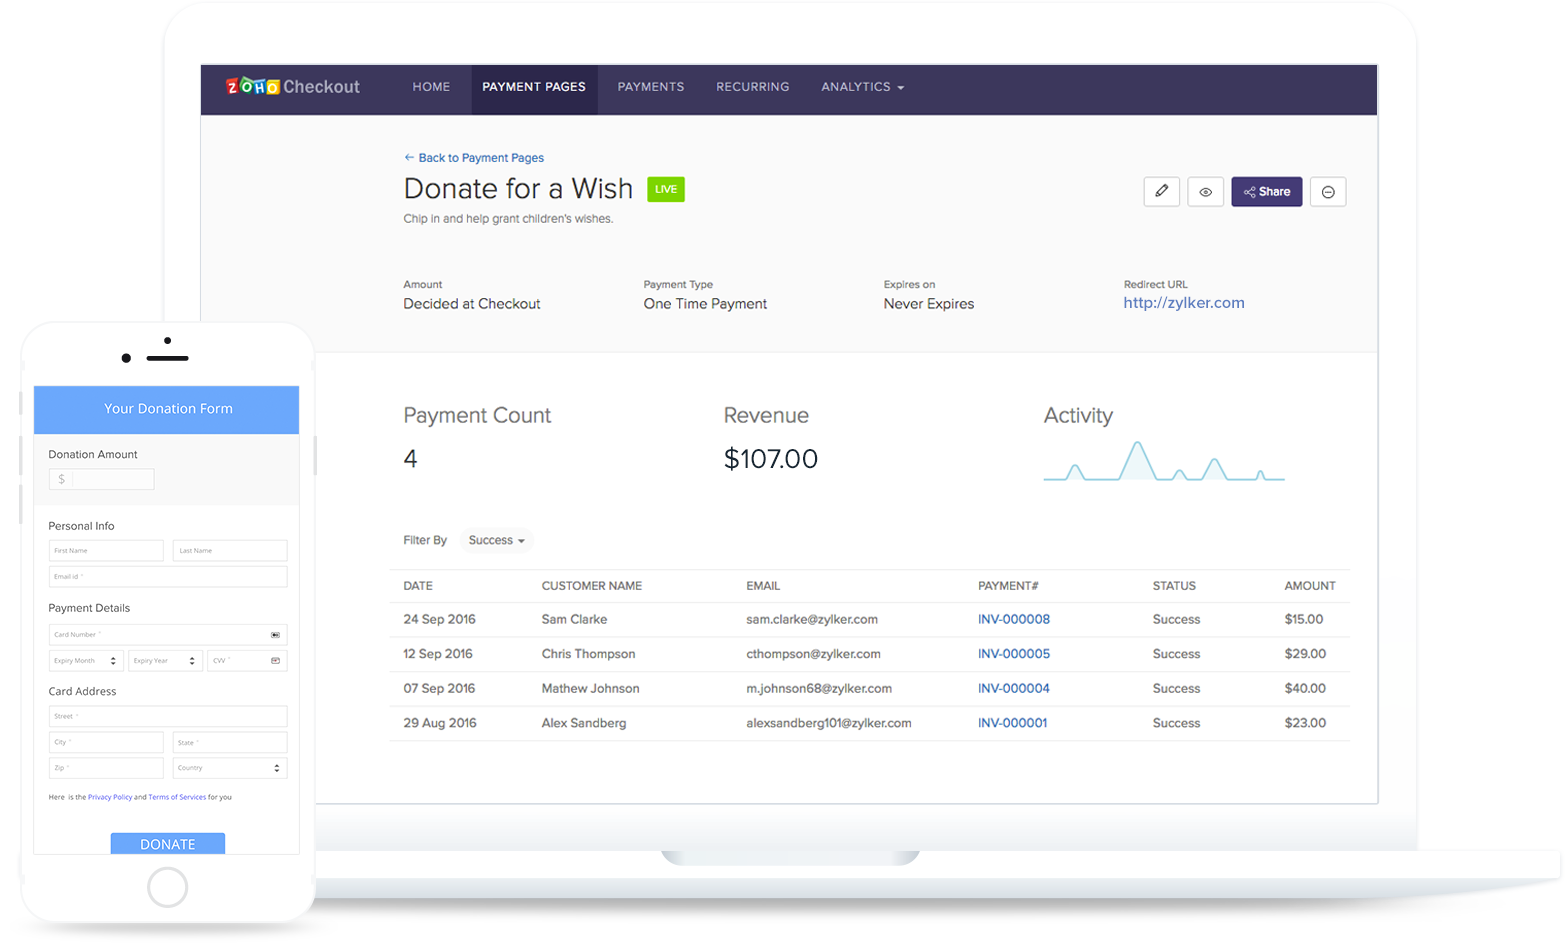 ZOHO Checkout HOME PAYMENT PAGES PAYMENTS RECURRING ANALYTICS
← Back to Payment Pages
Donate for a Wish LIVE
Share
Chip in and help grant children's wishes.
Amount Payment Type Expires on Redirect URL
Decided at Checkout One Time Payment Never Expires http://zylker.com
Payment Count Revenue Activity
4 $107.00
Filter By Success
DATE CUSTOMER NAME EMAIL PAYMENT# STATUS AMOUNT
24 Sep 2016 Sam Clarke sam.clarke@zylker.com INV-000008 Success $15.00
12 Sep 2016 Chris Thompson cthompson@zylker.com INV-000005 Success $29.00
07 Sep 2016 Mathew Johnson m.johnson68@zylker.com INV-000004 Success $40.00
29 Aug 2016 Alex Sandberg alexsandberg101@zylker.com INV-000001 Success $23.00
Your Donation Form
Donation Amount
$
Personal Info
First Name Last Name
Email id *
Payment Details
Card Number *
Expiry Month Expiry Year CVV *
Card Address
Street *
City * State *
Zip * Country
Here is the Privacy Policy and Terms of Services for you
DONATE